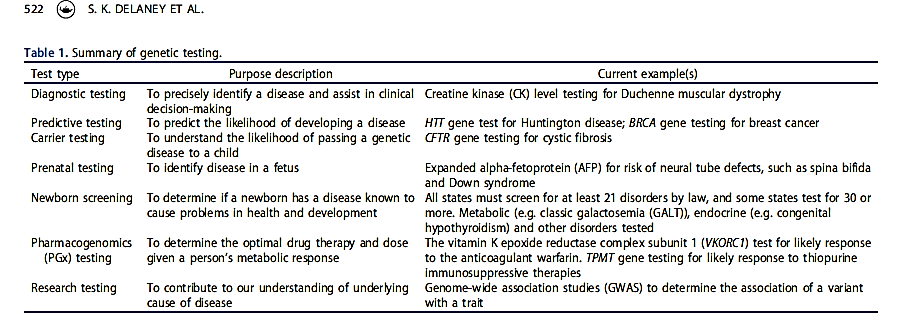 522 S. K. DELANEY ET AL.
Table 1. Summary of genetic testing.
Test type Purpose description Current example(s)
Diagnostic testing To precisely identify a disease and assist in clinical Creatine kinase (CK) level testing for Duchenne muscular dystrophy
decision-making
Predictive testing To predict the likelihood of developing a disease HTT gene test for Huntington disease; BRCA gene testing for breast cancer
Carrier testing To understand the likelihood of passing a genetic CFTR gene testing for cystic fibrosis
disease to a child
Prenatal testing To identify disease in a fetus Expanded alpha-fetoprotein (AFP) for risk of neural tube defects, such as spina bifida
and Down syndrome
Newborn screening To determine if a newborn has a disease known to All states must screen for at least 21 disorders by law, and some states test for 30 or
cause problems in health and development more. Metabolic (e.g. classic galactosemia (GALT)), endocrine (e.g. congenital
hypothyroidism) and other disorders tested
Pharmacogenomics To determine the optimal drug therapy and dose The vitamin K epoxide reductase complex subunit 1 (VKORC1) test for likely response
(PGx) testing given a person's metabolic response to the anticoagulant warfarin. TPMT gene testing for likely response to thiopurine
immunosuppressive therapies
Research testing To contribute to our understanding of underlying Genome-wide association studies (GWAS) to determine the association of a variant
cause of disease with a trait